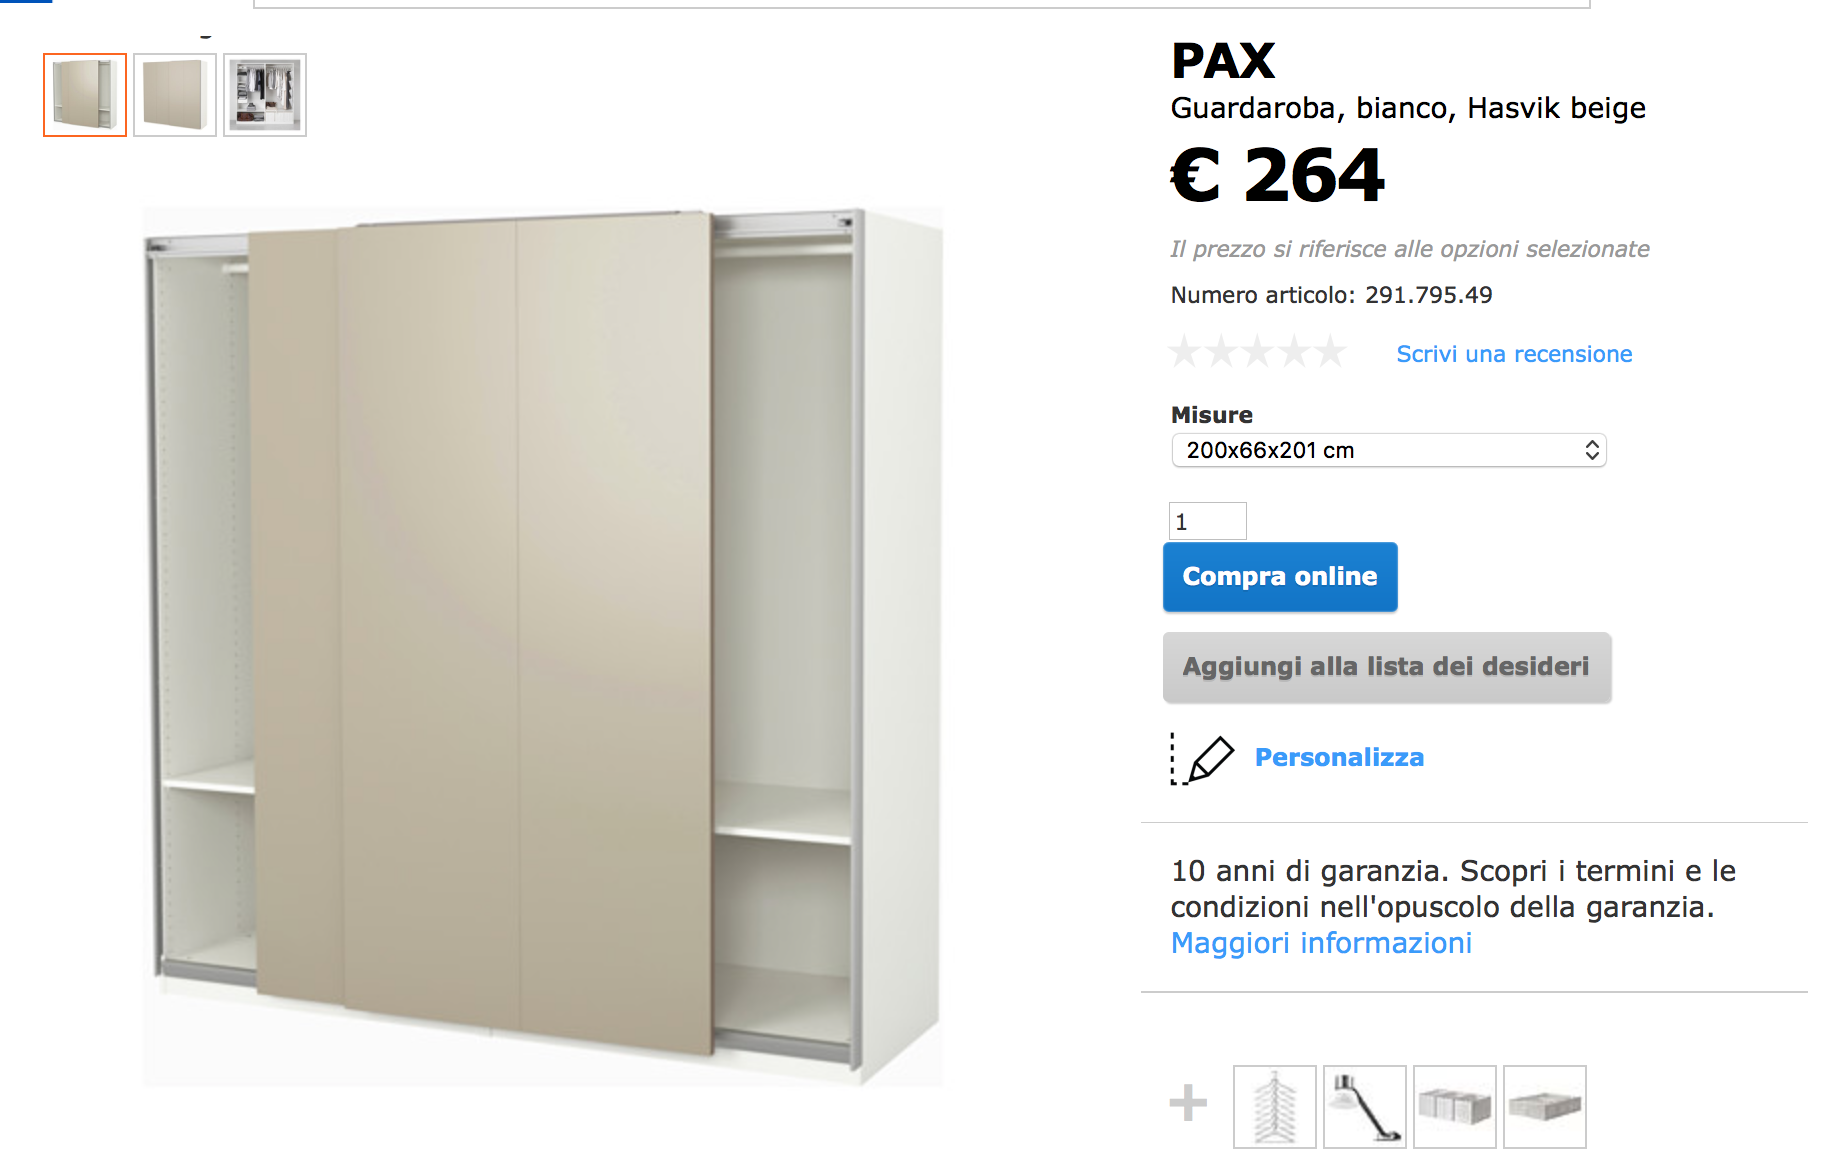 PAX
Guardaroba, bianco, Hasvik beige
€ 264
Il prezzo si riferisce alle opzioni selezionate
Numero articolo: 291.795.49
Scrivi una recensione
Misure
200x66x201 cm
1
Compra online
Aggiungi alla lista dei desideri
Personalizza
10 anni di garanzia. Scopri i termini e le
condizioni nell'opuscolo della garanzia.
Maggiori informazioni